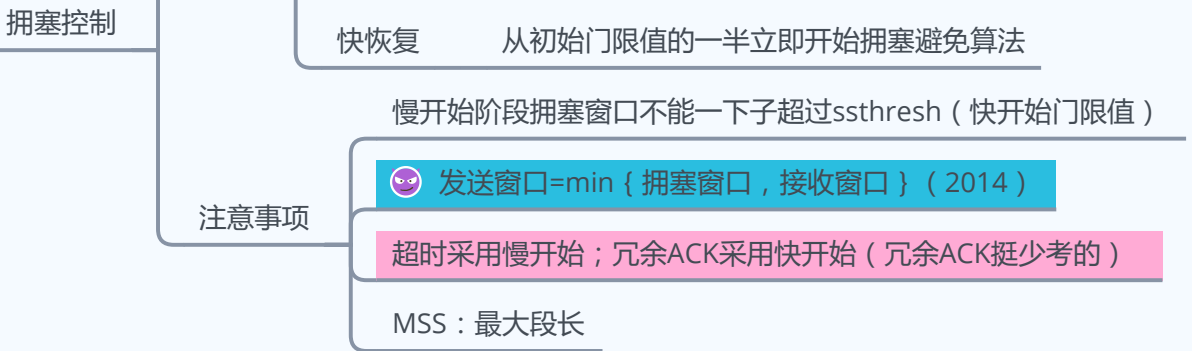 拥塞控制
快恢复
从初始门限值的一半立即开始拥塞避免算法
注意事项
慢开始阶段拥塞窗口不能一下子超过ssthresh（快开始门限值）
发送窗口=min｛拥塞窗口，接收窗口｝（2014）
超时采用慢开始；冗余ACK采用快开始（冗余ACK挺少考的）
MSS：最大段长